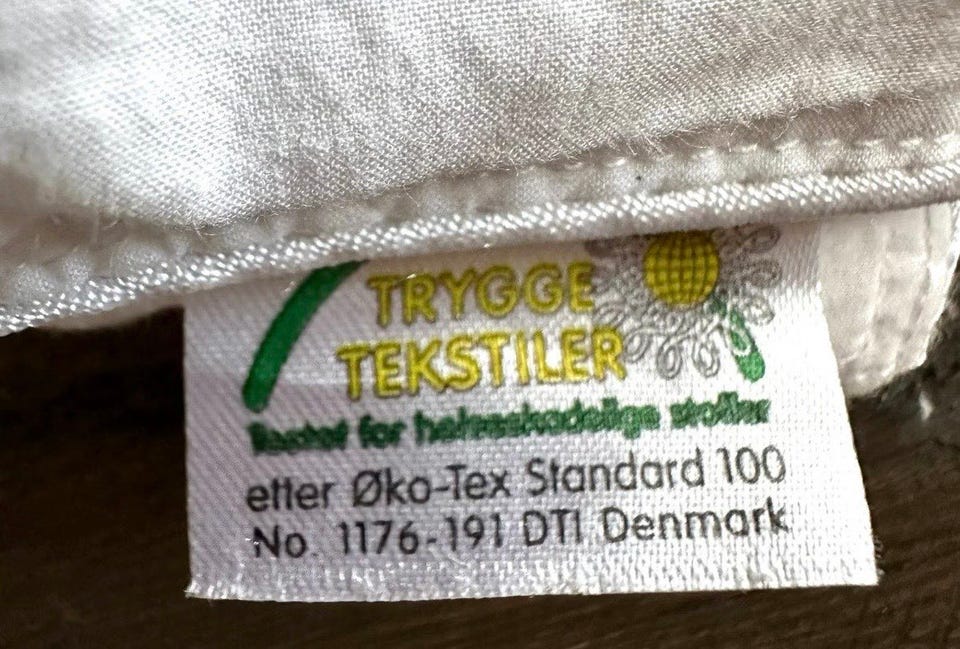 TRYGGE
TEKSTILER
Testet for helseskadelige stoffer
etter Øko-Tex Standard 100
No. 1176-191 DTI Denmark